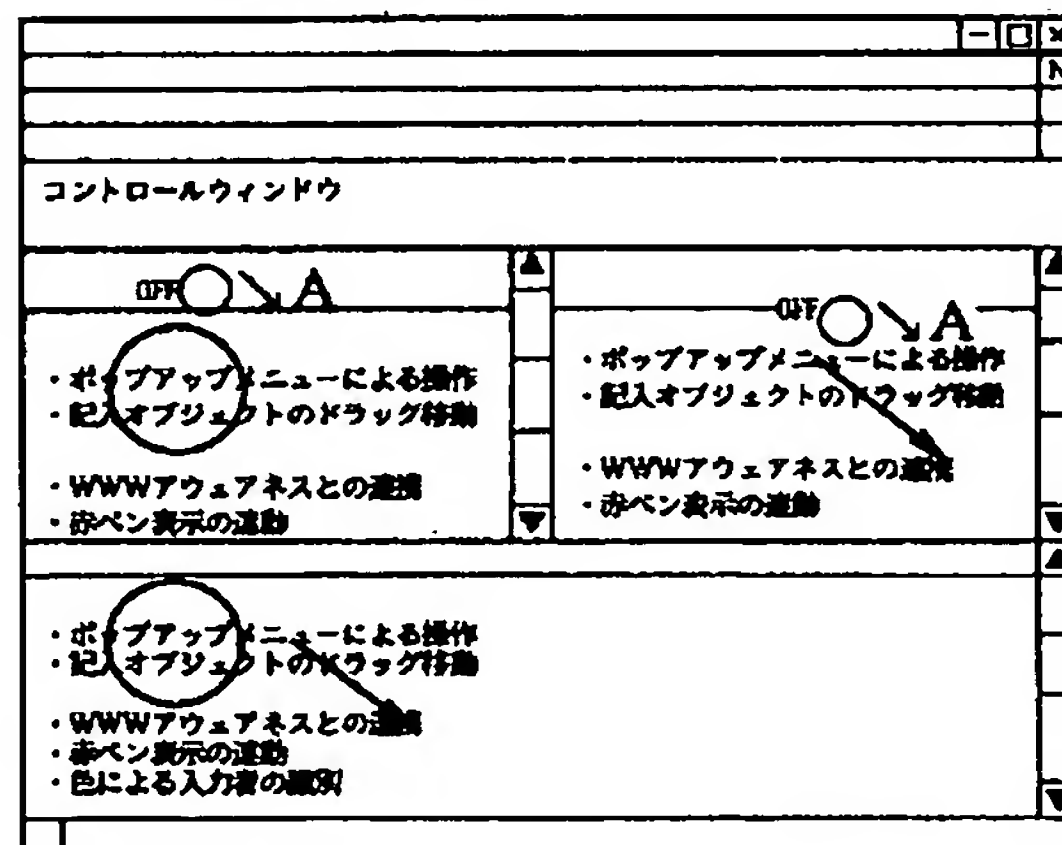 コントロールウィンドウ
OFF A
・ポップアップメニューによる操作
・記入オブジェクトのドラッグ移動
・WWWアウェアネスとの連携
・赤ペン表示の連動
OFF A
・ポップアップメニューによる操作
・記入オブジェクトのドラッグ移動
・WWWアウェアネスとの連携
・赤ペン表示の連動
・ポップアップメニューによる操作
・記入オブジェクトのドラッグ移動
・WWWアウェアネスとの連携
・赤ペン表示の連動
・色による入力者の識別